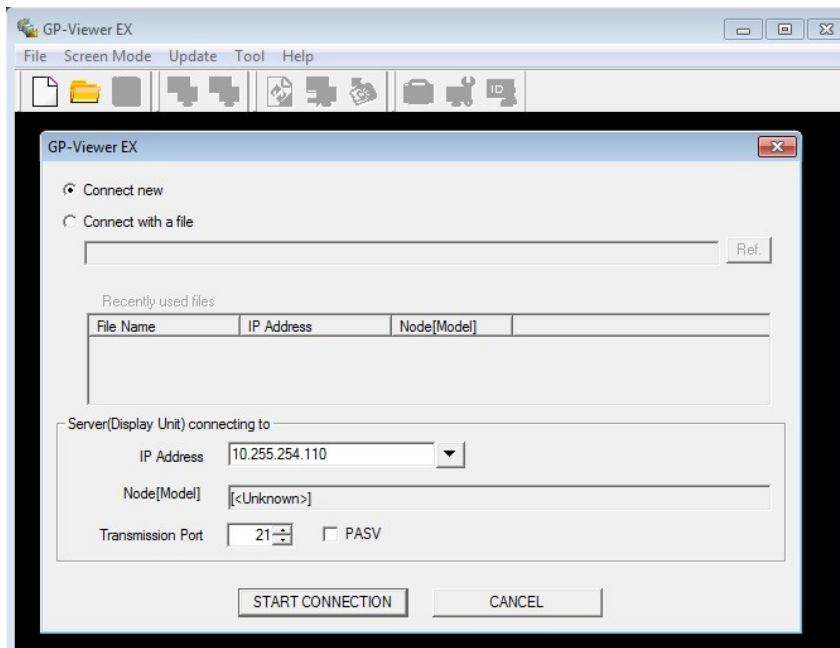 GP-Viewer EX
File Screen Mode Update Tool Help
ID
GP-Viewer EX
Connect new
Connect with a file
Ref.
Recently used files
File Name IP Address Node[Model]
Server(Display Unit) connecting to
IP Address 10.255.254.110
Node[Model] [<Unknown>]
Transmission Port 21 PASV
START CONNECTION CANCEL